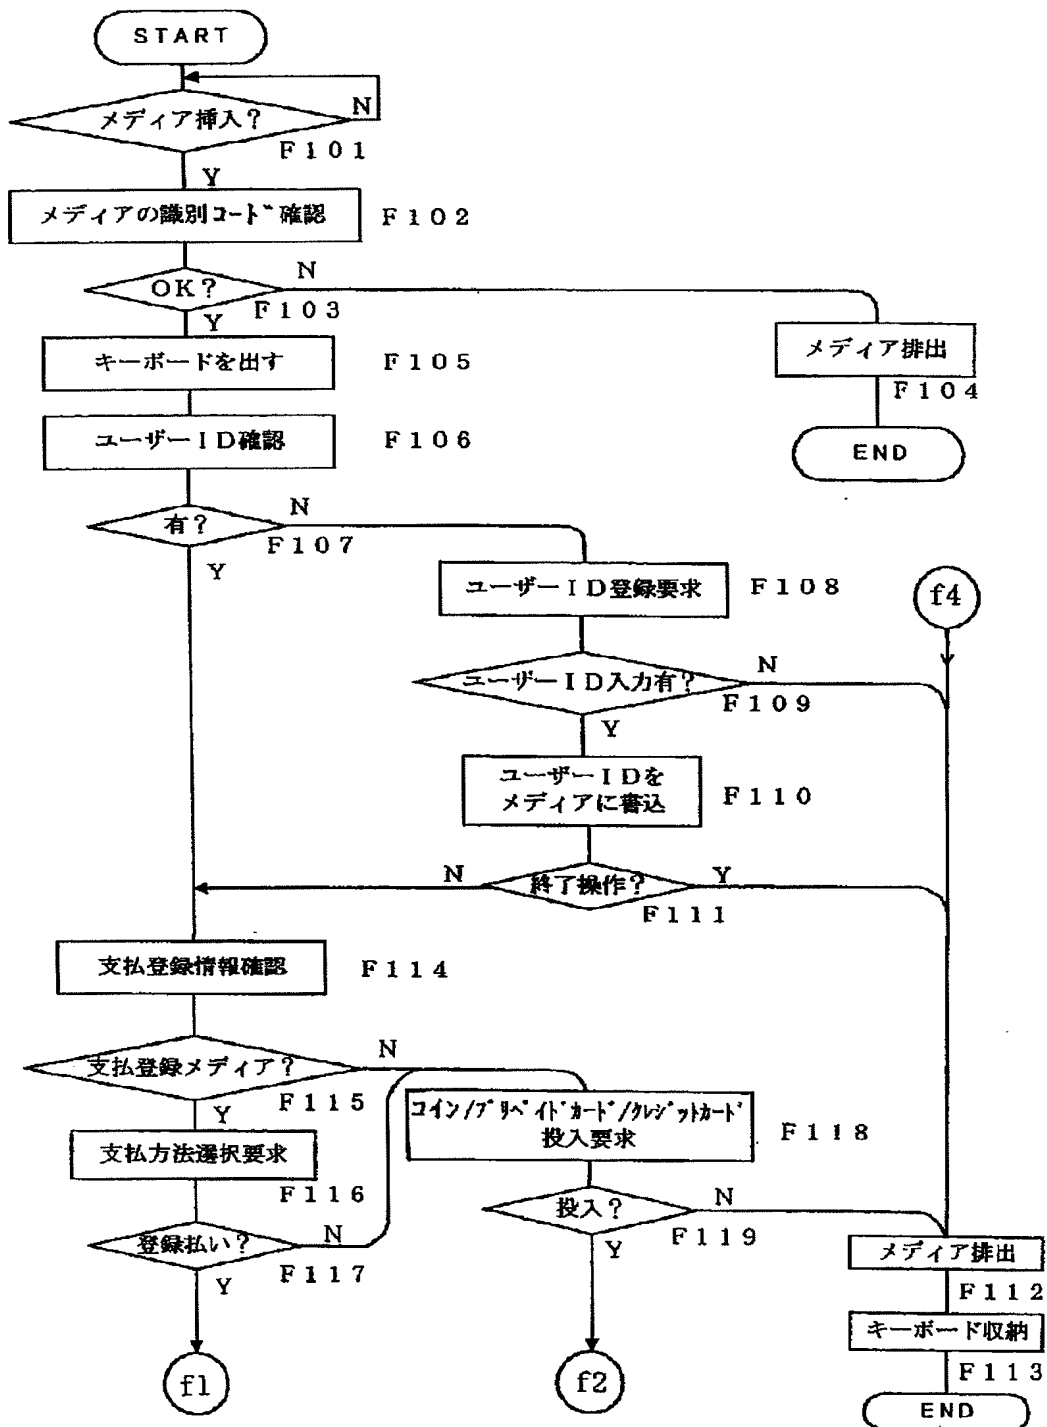 START
N
メディア挿入？
F101
Y
メディアの識別コード確認
F102
N
OK？
F103
Y
キーボードを出す
F105
メディア排出
F104
ユーザーＩＤ確認
F106
END
N
有？
F107
Y
ユーザーＩＤ登録要求
F108
f4
N
ユーザーＩＤ入力有？
F109
Y
ユーザーＩＤを
メディアに書込
F110
N
終了操作？
Y
F111
支払登録情報確認
F114
支払登録メディア？
N
F115
Y
コイン/プリペイドカード/クレジットカード
投入要求
F118
支払方法選択要求
F116
投入？
N
F119
Y
登録払い？
N
F117
Y
メディア排出
F112
キーボード収納
F113
f1
f2
END